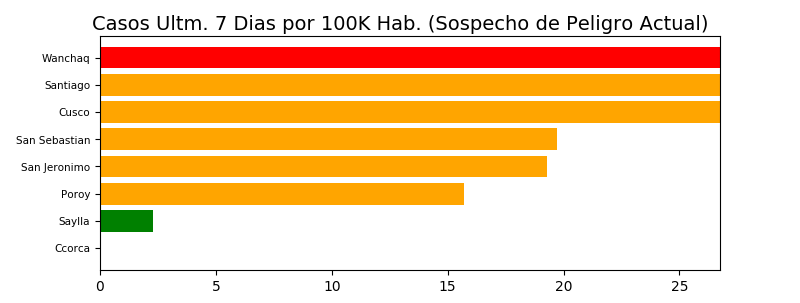 Casos Ultm. 7 Dias por 100K Hab. (Sospecho de Peligro Actual)
Wanchaq
Santiago
Cusco
San Sebastian
San Jeronimo
Poroy
Saylla
Ccorca
0 5 10 15 20 25